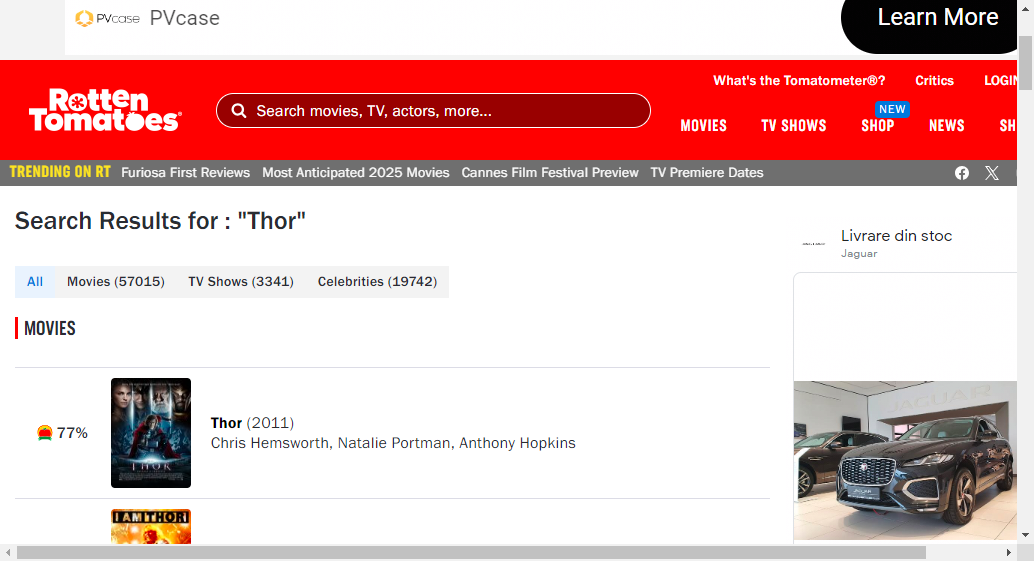 PVcase PVcase
Learn More
What's the Tomatometer®? Critics LOGIN
Rotten
Tomatoes®
Search movies, TV, actors, more...
NEW
MOVIES TV SHOWS SHOP NEWS SH
TRENDING ON RT Furiosa First Reviews Most Anticipated 2025 Movies Cannes Film Festival Preview TV Premiere Dates
Search Results for : "Thor"
Livrare din stoc
Jaguar
All Movies (57015) TV Shows (3341) Celebrities (19742)
MOVIES
77%
THOR
Thor (2011)
Chris Hemsworth, Natalie Portman, Anthony Hopkins
I AM THOR
JAGUAR
JAGUAR